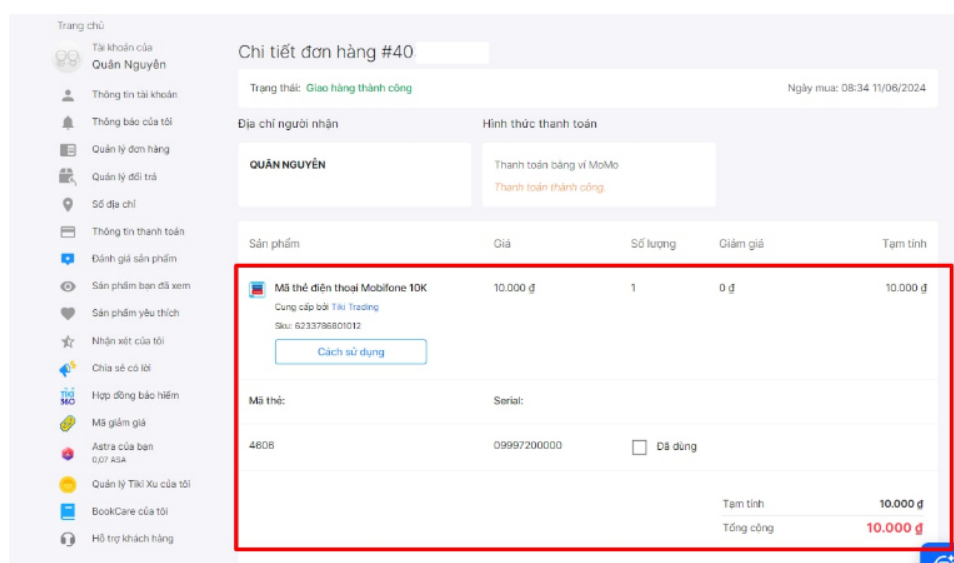 Trang chủ
Tài khoản của
Quân Nguyễn
Thông tin tài khoản
Thông báo của tôi
Quản lý đơn hàng
Quản lý đổi trả
Sổ địa chỉ
Thông tin thanh toán
Đánh giá sản phẩm
Sản phẩm bạn đã xem
Sản phẩm yêu thích
Nhận xét của tôi
Chia sẻ có lời
TIKI
360
Hợp đồng bảo hiểm
Mã giảm giá
Astra của bạn
0,07 ASA
Quản lý Tiki Xu của tôi
BookCare của tôi
Hỗ trợ khách hàng
Chi tiết đơn hàng #40
Trạng thái: Giao hàng thành công
Ngày mua: 08:34 11/06/2024
Địa chỉ người nhận
Hình thức thanh toán
QUÂN NGUYỄN
Thanh toán bằng ví MoMo
Thanh toán thành công.
Sản phẩm Giá Số lượng Giảm giá Tạm tính
Mã thẻ điện thoại Mobifone 10K 10.000 ₫ 1 0 ₫ 10.000 ₫
Cung cấp bởi Tiki Trading
Sku: 6233786801012
Cách sử dụng
Mã thẻ: Serial:
4606 09997200000 Đã dùng
Tạm tính 10.000 ₫
Tổng cộng 10.000 ₫